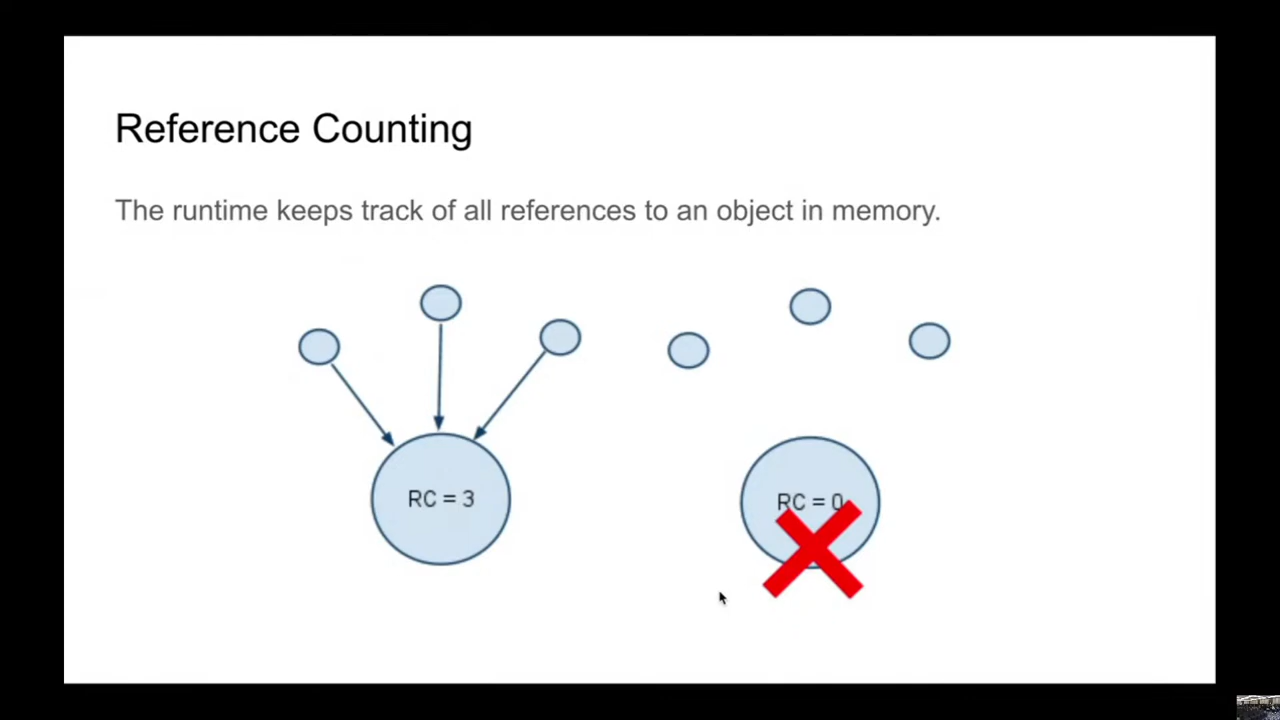 Reference Counting
The runtime keeps track of all references to an object in memory.
RC = 3
RC = 0